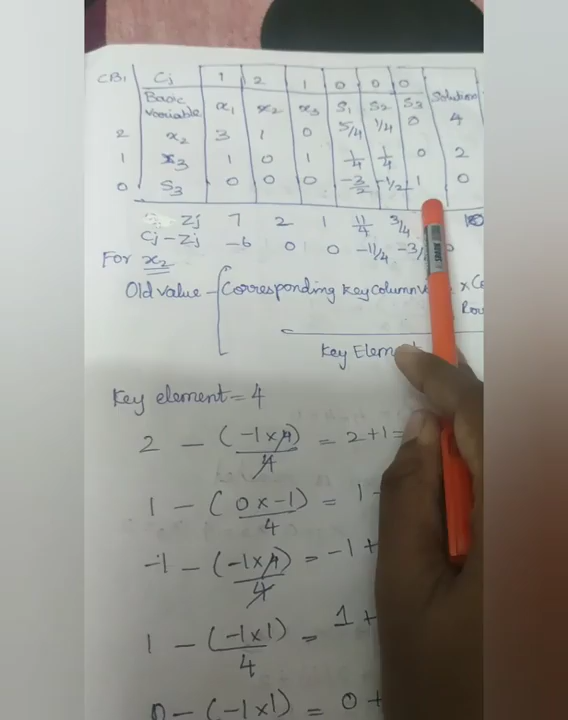 CB1 Cj 1 2 1 0 0 0
Basic Variable x1 x2 x3 S1 S2 S3 Solution
2 x2 3 1 0 5/4 1/4 0 4
1 x3 1 0 1 1/4 1/4 0 2
0 S3 0 0 0 -3/2 -1/2 1 0
Zj 7 2 1 11/4 3/4
Cj-Zj -6 0 0 -11/4
For x2
Old value - (Corresponding key column
Key Element
Key element = 4
2 - (-1×4)/4 = 2+1=
1 - (0×-1)/4 = 1-
-1 - (-1×4)/4 = -1+
1 - (-1×1)/4 = 1+
0 - (-1×1) = 0+